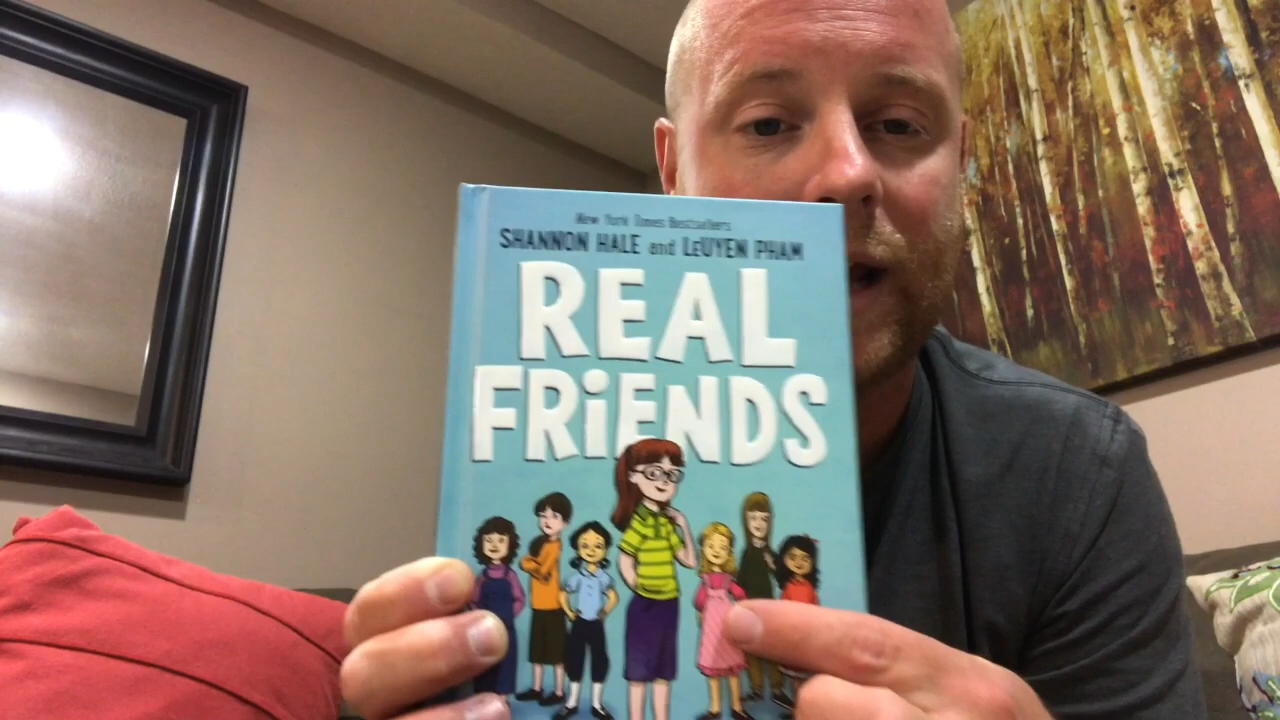 New York Times Bestsellers
SHANNON HALE and LEUYEN PHAM
REAL
FRiENDS